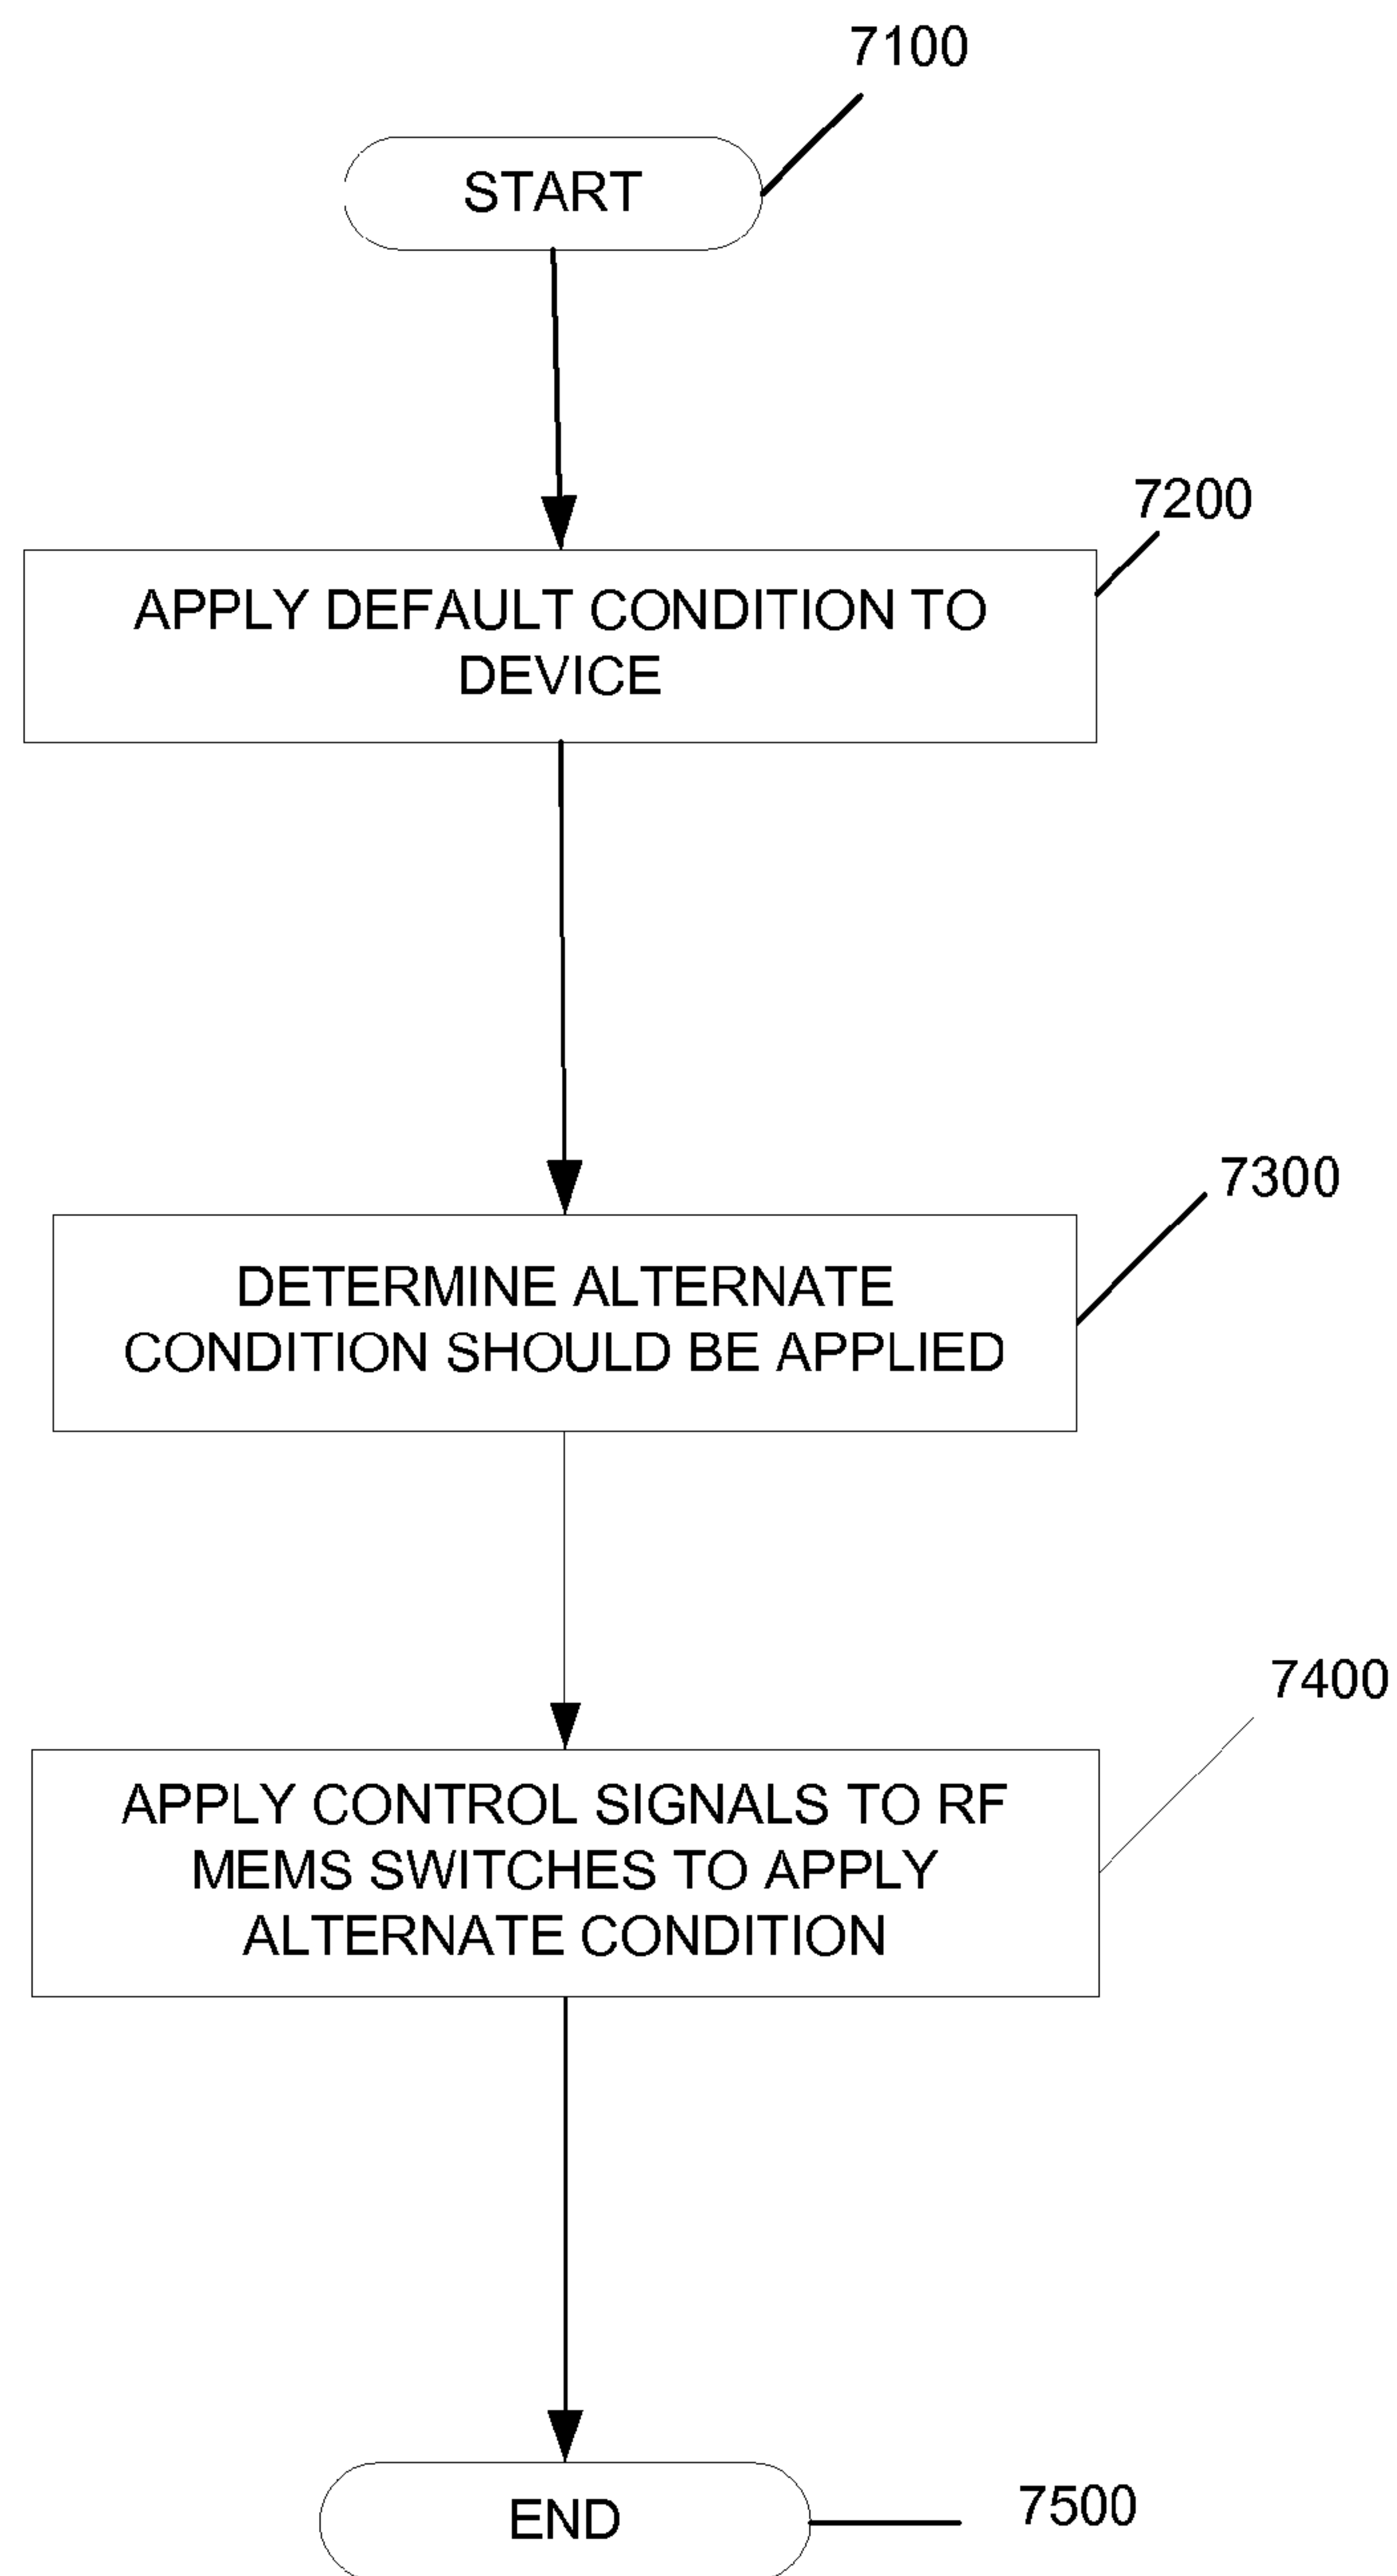 7100
START
7200
APPLY DEFAULT CONDITION TO
DEVICE
7300
DETERMINE ALTERNATE
CONDITION SHOULD BE APPLIED
7400
APPLY CONTROL SIGNALS TO RF
MEMS SWITCHES TO APPLY
ALTERNATE CONDITION
END
7500